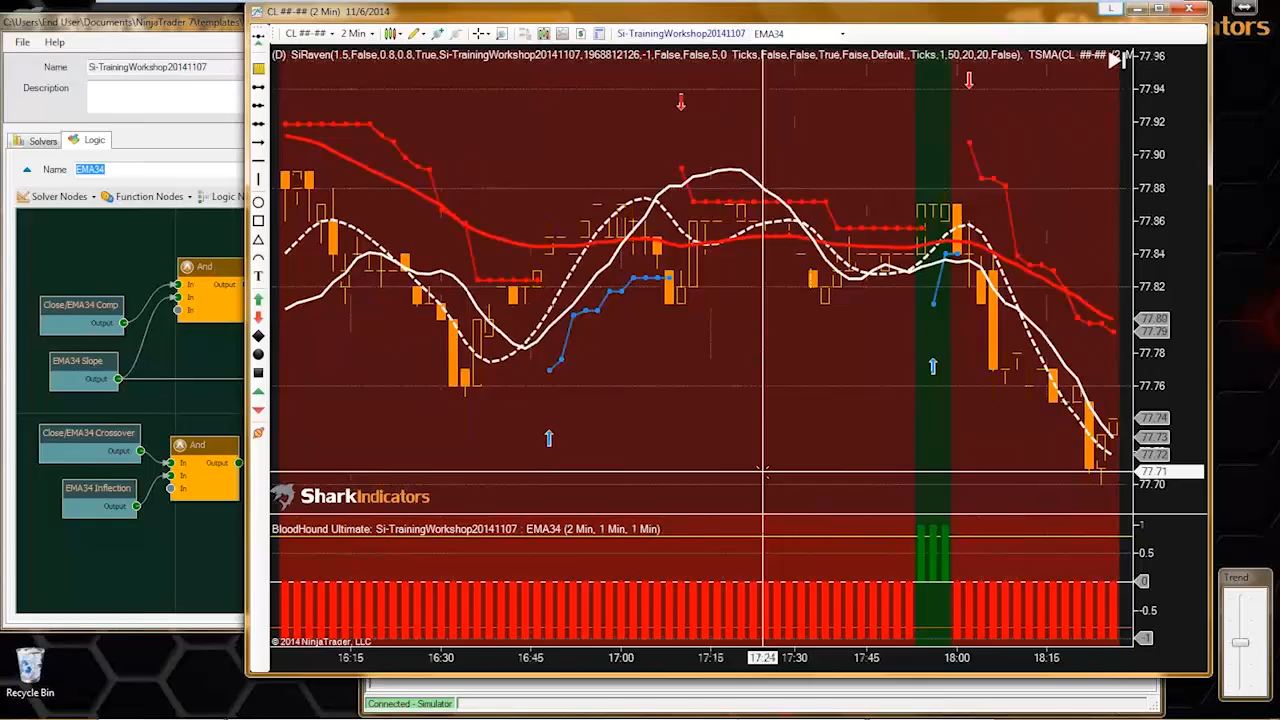 C:\Users\End User\Documents\NinjaTrader 7\templates\
File Help
Name Si-TrainingWorkshop20141107
Description
Solvers Logic
Name EMA34
Solver Nodes Function Nodes Logic N
And
In Output
In
In
Close/EMA34 Comp
Output
EMA34 Slope
Output
Close/EMA34 Crossover
Output
And
In Output
In
In
EMA34 Inflection
Output
Recycle Bin
CL ##-## (2 Min) 11/6/2014
L
CL ##-## 2 Min Si-TrainingWorkshop20141107 EMA34
(D) SiRaven(1.5,False,0.8,0.8,True,Si-TrainingWorkshop20141107,1968812126,-1,False,False,5,0 Ticks,False,False,True,False,Default,,Ticks,1,50,20,20,False), TSMA(CL ##-##
T
77.96
77.94
77.92
77.90
77.88
77.86
77.84
77.82
77.80
77.79
77.78
77.76
77.74
77.73
77.72
77.71
77.70
SharkIndicators
BloodHound Ultimate: Si-TrainingWorkshop20141107 : EMA34 (2 Min, 1 Min, 1 Min)
1
0.5
0
-0.5
-1
© 2014 NinjaTrader, LLC
16:15 16:30 16:45 17:00 17:15 17:24 17:30 17:45 18:00 18:15
Connected - Simulator
ators
Trend